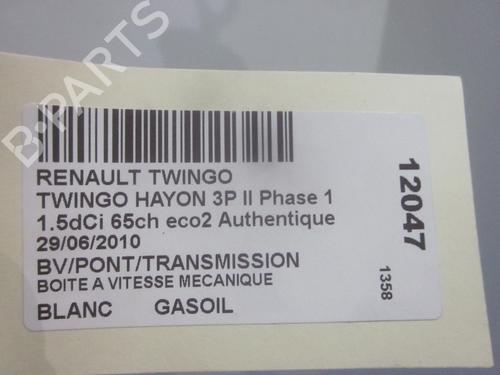 B-PARTS
RENAULT TWINGO
TWINGO HAYON 3P II Phase 1
1.5dCi 65ch eco2 Authentique
29/06/2010
BV/PONT/TRANSMISSION
BOITE A VITESSE MECANIQUE
BLANC GASOIL
12047
1358